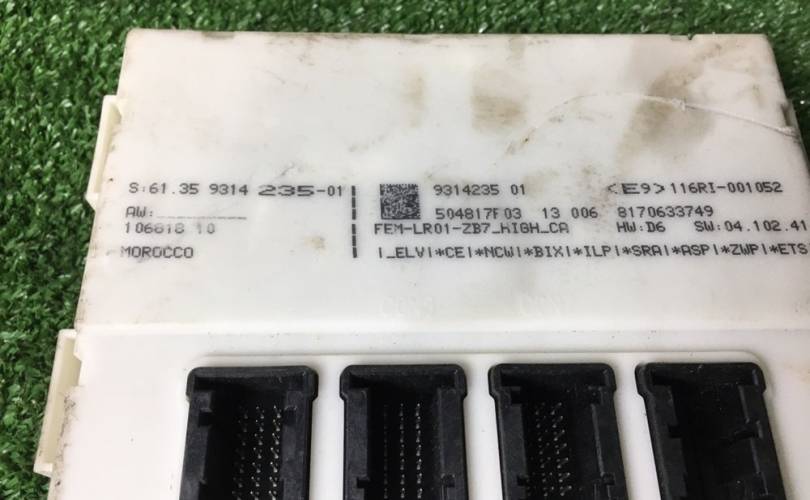 S:61.35 9314 235-01
AW:
106818 10
MOROCCO
9314235 01 <E9>116RI-001052
504817F03 13 006 8170633749
FEM-LR01-ZB7_HIGH_CA HW:D6 SW:04.102.41
|_ELV|*CE|*NCW|*BIX|*ILP|*SRA|*ASP|*ZWP|*ETS